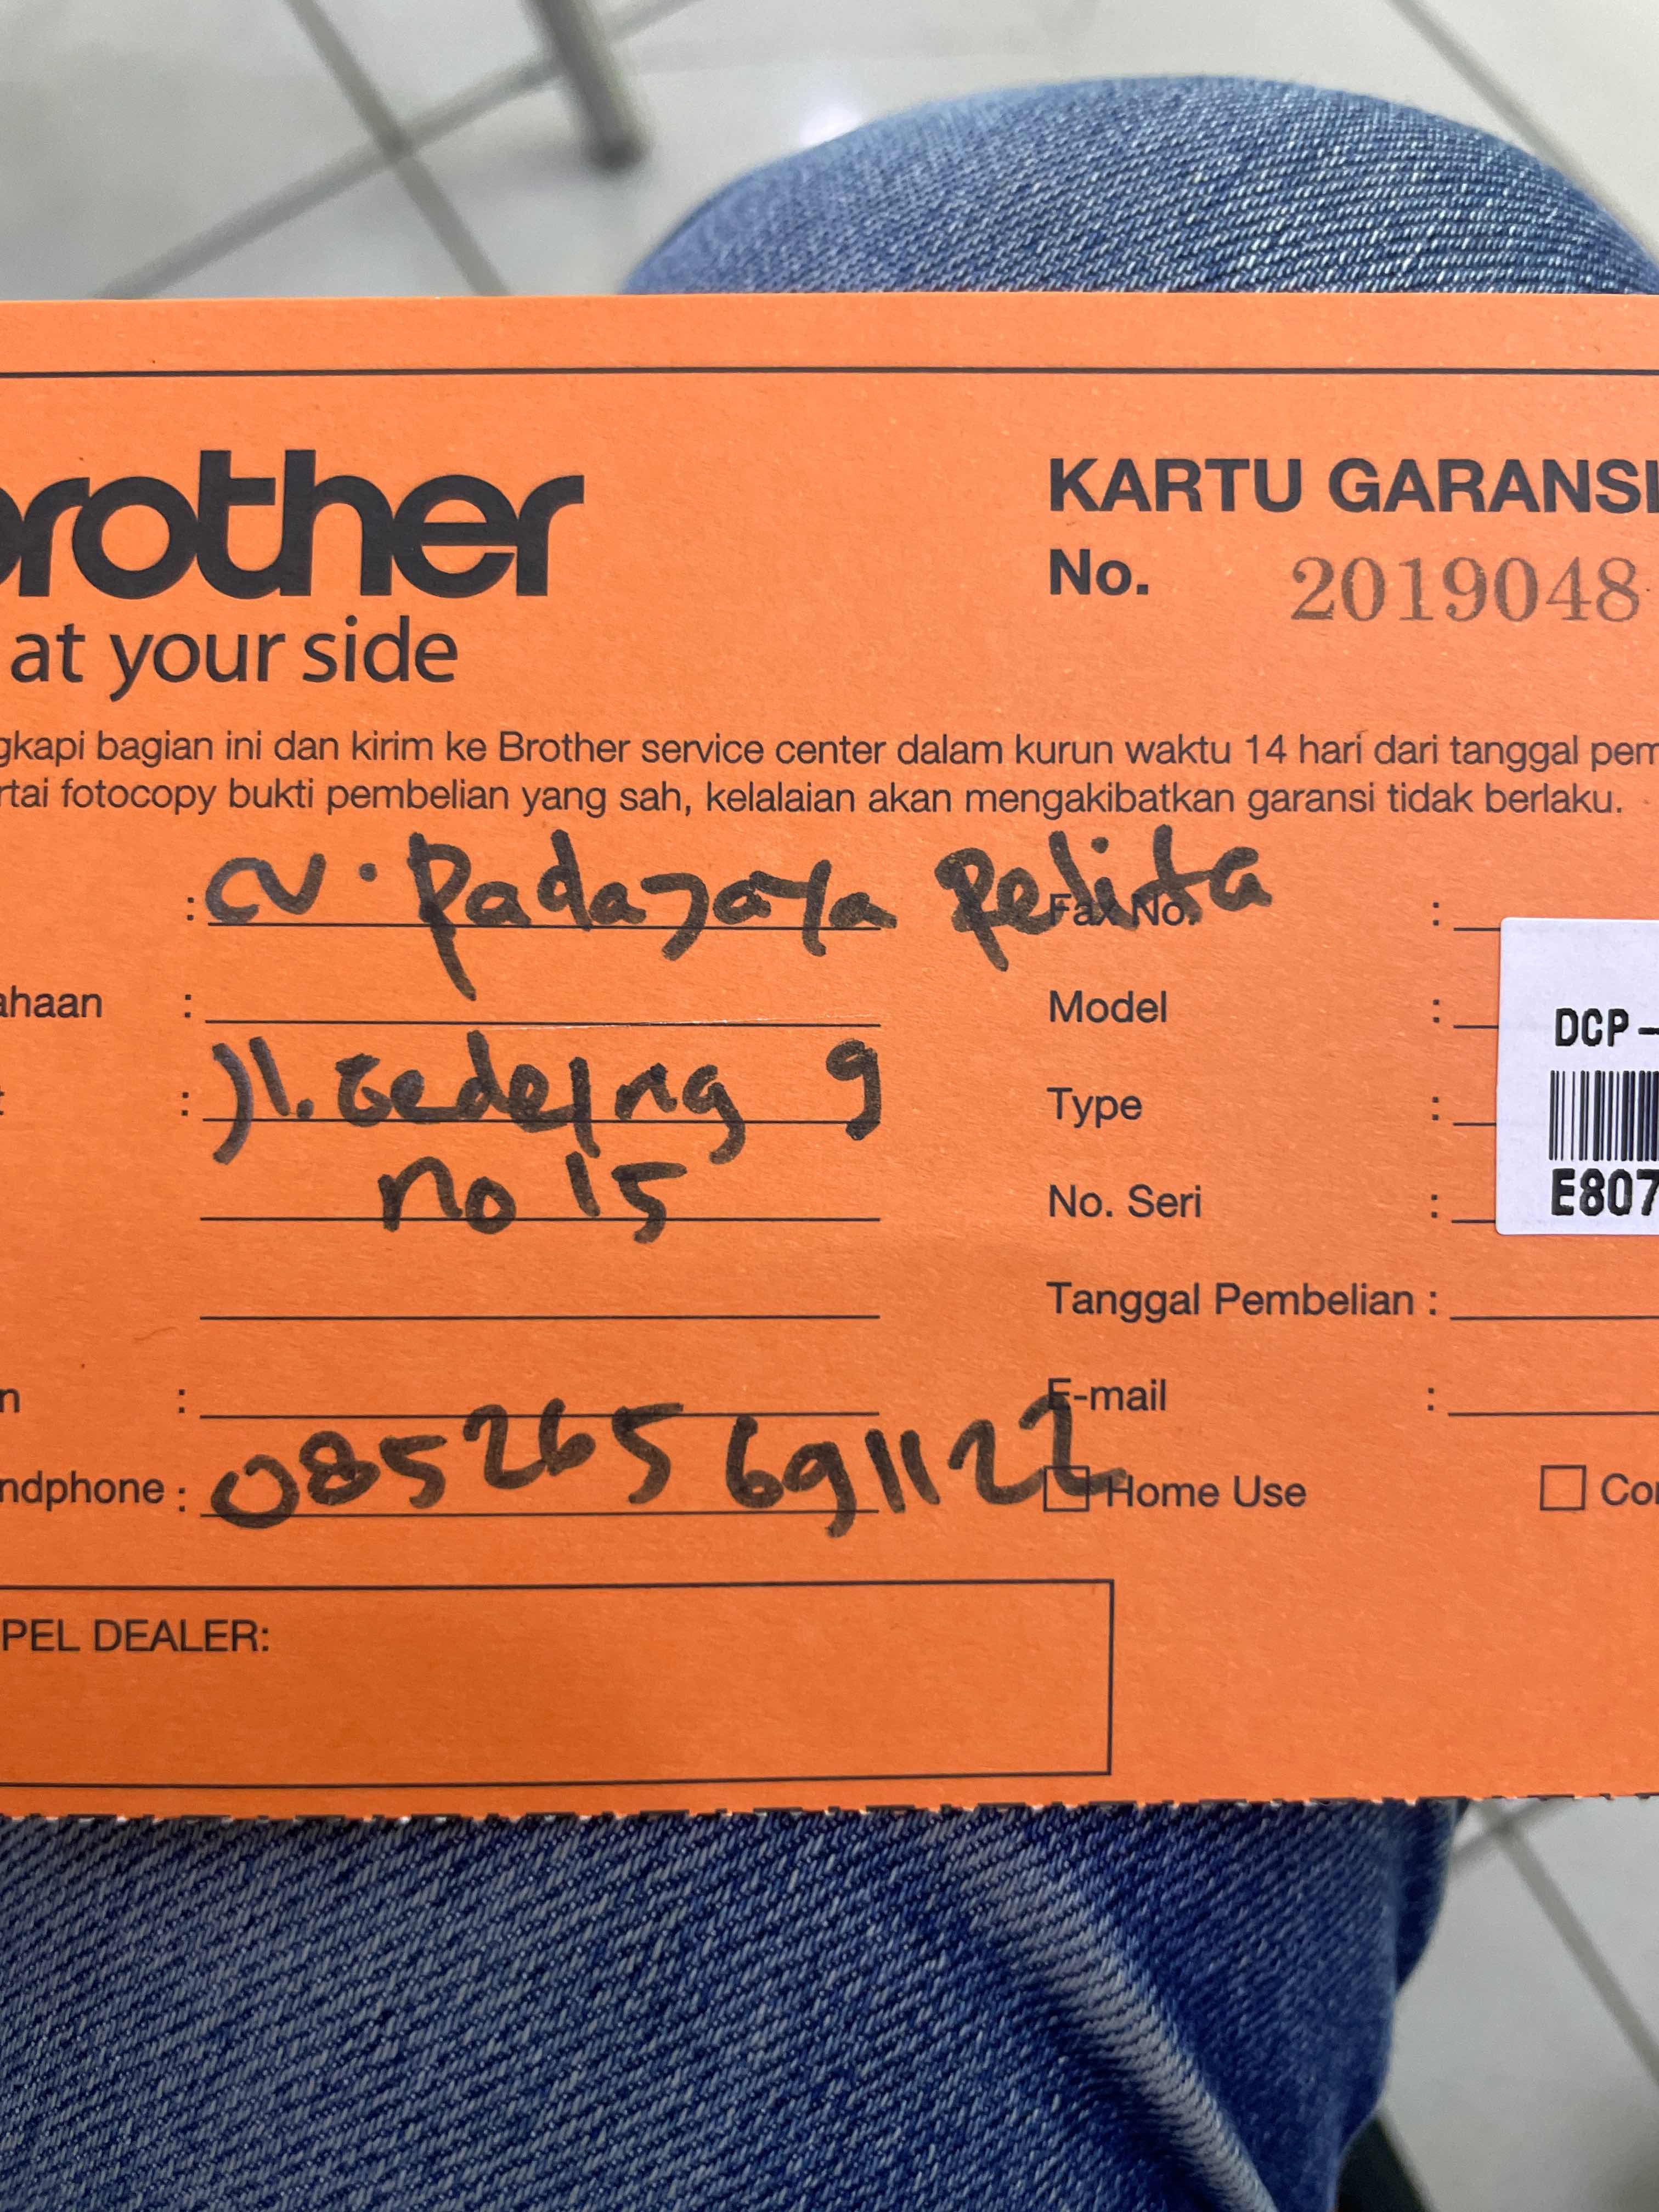 brother
at your side
KARTU GARANSI
No. 2019048
gkapi bagian ini dan kirim ke Brother service center dalam kurun waktu 14 hari dari tanggal pem
rtai fotocopy bukti pembelian yang sah, kelalaian akan mengakibatkan garansi tidak berlaku.
: CV. Padajaya Pelita
Fax No. :
ahaan :
Model : DCP-
: Jl. Gedejng 9
Type :
no 15
No. Seri : E807
Tanggal Pembelian :
n :
E-mail :
ndphone : 085265691122
Home Use
Co
PEL DEALER: